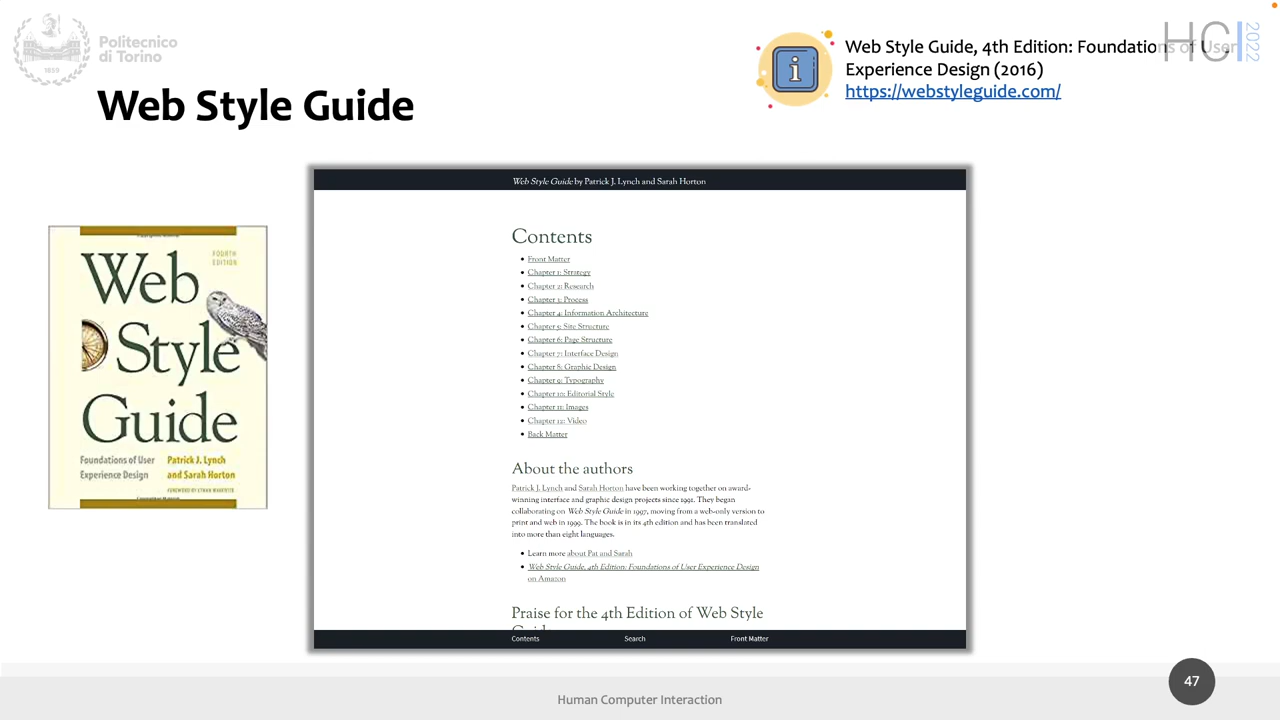 Politecnico
di Torino
1859
HCI 2022
Web Style Guide, 4th Edition: Foundations of User
Experience Design (2016)
https://webstyleguide.com/
Web Style Guide
FOURTH
EDITION
Web
Style
Guide
Foundations of User
Experience Design
Patrick J. Lynch
and Sarah Horton
Web Style Guide by Patrick J. Lynch and Sarah Horton
Contents
• Front Matter
• Chapter 1: Strategy
• Chapter 2: Research
• Chapter 3: Process
• Chapter 4: Information Architecture
• Chapter 5: Site Structure
• Chapter 6: Page Structure
• Chapter 7: Interface Design
• Chapter 8: Graphic Design
• Chapter 9: Typography
• Chapter 10: Editorial Style
• Chapter 11: Images
• Chapter 12: Video
• Back Matter
About the authors
Patrick J. Lynch and Sarah Horton have been working together on award-
winning interface and graphic design projects since 1991. They began
collaborating on Web Style Guide in 1997, moving from a web-only version to
print and web in 1999. The book is in its 4th edition and has been translated
into more than eight languages.
• Learn more about Pat and Sarah
• Web Style Guide, 4th Edition: Foundations of User Experience Design
on Amazon
Praise for the 4th Edition of Web Style
Guide
Contents
Search
Front Matter
Human Computer Interaction
47